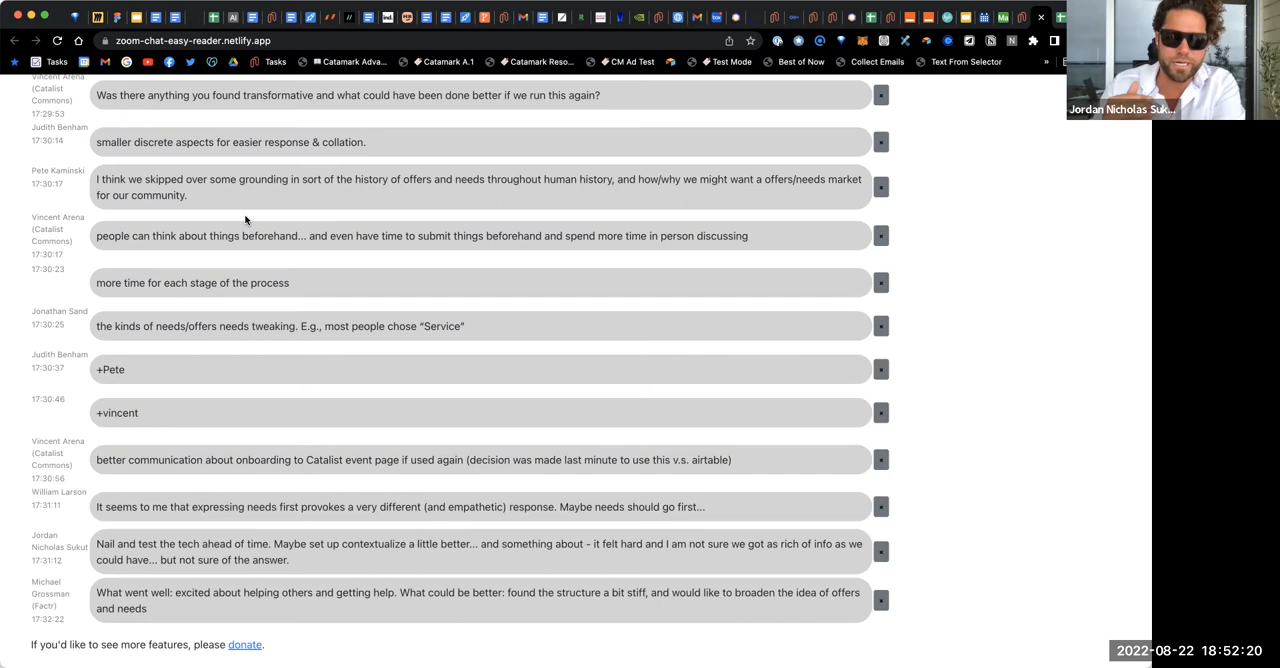 zoom-chat-easy-reader.netlify.app
Tasks
Tasks
Catamark Adva...
Catamark A.1
Catamark Reso...
CM Ad Test
Test Mode
Best of Now
Collect Emails
Text From Selector
»
Jordan Nicholas Suk...
Vincent Arena
(Catalist
Commons)
17:29:53
Was there anything you found transformative and what could have been done better if we run this again?
Judith Benham
17:30:14
smaller discrete aspects for easier response & collation.
Pete Kaminski
17:30:17
I think we skipped over some grounding in sort of the history of offers and needs throughout human history, and how/why we might want a offers/needs market
for our community.
Vincent Arena
(Catalist
Commons)
17:30:17
people can think about things beforehand... and even have time to submit things beforehand and spend more time in person discussing
17:30:23
more time for each stage of the process
Jonathan Sand
17:30:25
the kinds of needs/offers needs tweaking. E.g., most people chose “Service”
Judith Benham
17:30:37
+Pete
17:30:46
+vincent
Vincent Arena
(Catalist
Commons)
17:30:56
better communication about onboarding to Catalist event page if used again (decision was made last minute to use this v.s. airtable)
William Larson
17:31:11
It seems to me that expressing needs first provokes a very different (and empathetic) response. Maybe needs should go first...
Jordan
Nicholas Sukut
17:31:12
Nail and test the tech ahead of time. Maybe set up contextualize a little better... and something about - it felt hard and I am not sure we got as rich of info as we
could have... but not sure of the answer.
Michael
Grossman
(Factr)
17:32:22
What went well: excited about helping others and getting help. What could be better: found the structure a bit stiff, and would like to broaden the idea of offers
and needs
If you'd like to see more features, please donate.
2022-08-22 18:52:20